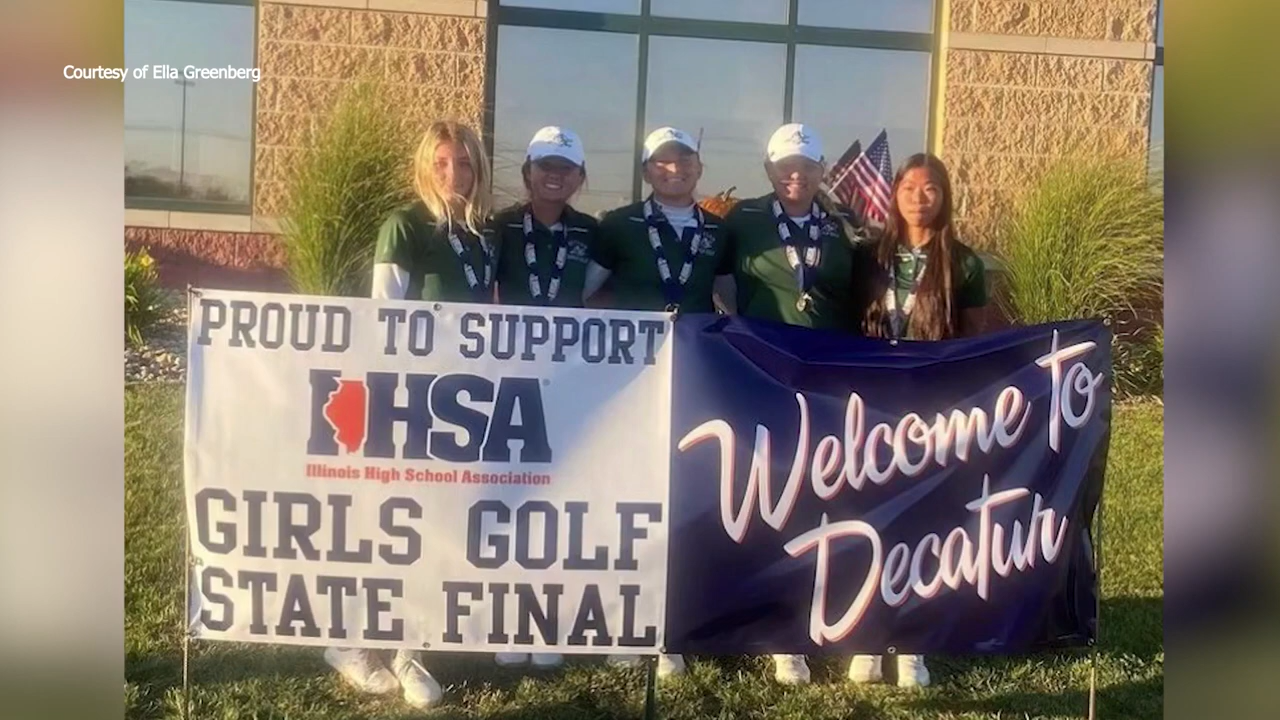 Courtesy of Ella Greenberg
PROUD TO SUPPORT
IHSA
Illinois High School Association
GIRLS GOLF
STATE FINAL
Welcome to
Decatur